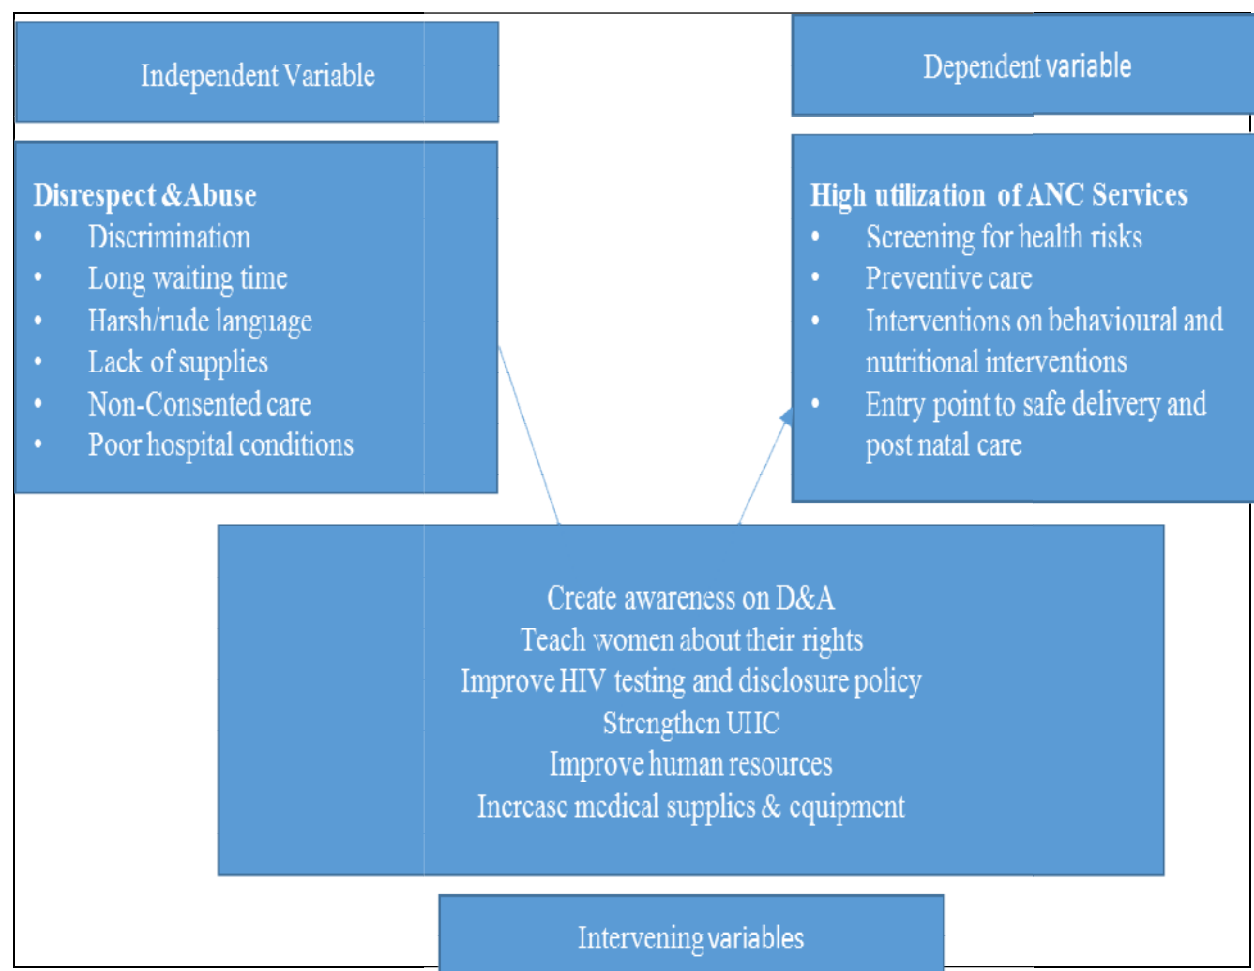 Independent Variable
Dependent variable
Disrespect &Abuse
• Discrimination
• Long waiting time
• Harsh/rude language
• Lack of supplies
• Non-Consented care
• Poor hospital conditions
High utilization of ANC Services
• Screening for health risks
• Preventive care
• Interventions on behavioural and
nutritional interventions
• Entry point to safe delivery and
post natal care
Create awareness on D&A
Teach women about their rights
Improve HIV testing and disclosure policy
Strengthen UHC
Improve human resources
Increase medical supplies & equipment
Intervening variables